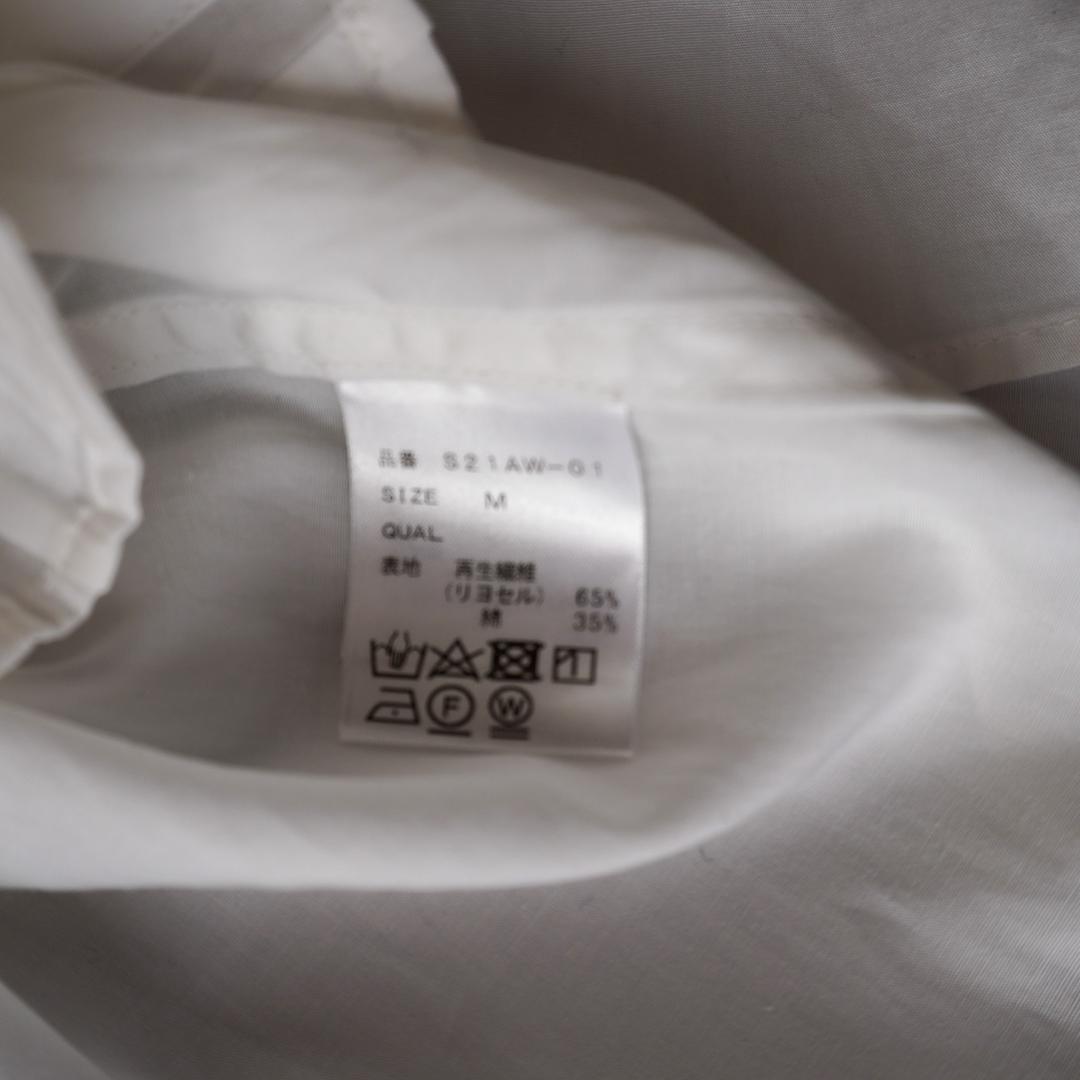 品番 S21AW-01
SIZE M
QUAL
表地 再生繊維
(リヨセル) 65%
綿 35%
F W